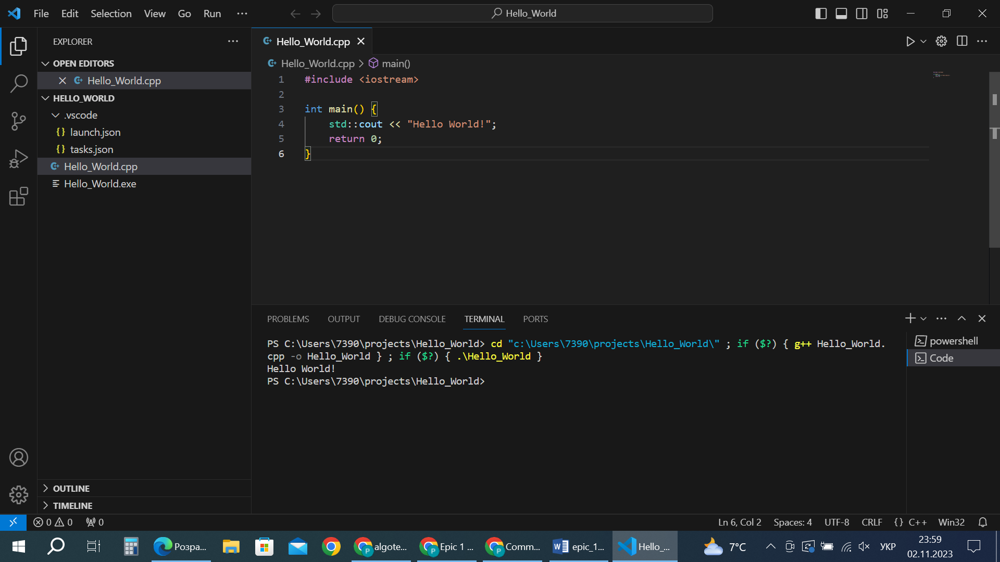 File Edit Selection View Go Run
Hello_World
EXPLORER
OPEN EDITORS
Hello_World.cpp
HELLO_WORLD
.vscode
{} launch.json
{} tasks.json
Hello_World.cpp
Hello_World.exe
OUTLINE
TIMELINE
Hello_World.cpp
Hello_World.cpp > main()
1 #include <iostream>
2
3 int main() {
4 std::cout << "Hello World!";
5 return 0;
6 }
PROBLEMS OUTPUT DEBUG CONSOLE TERMINAL PORTS
PS C:\Users\7390\projects\Hello_World> cd "c:\Users\7390\projects\Hello_World\" ; if ($?) { g++ Hello_World.
cpp -o Hello_World } ; if ($?) { .\Hello_World }
Hello World!
PS C:\Users\7390\projects\Hello_World>
powershell
Code
0 0 0 Ln 6, Col 2 Spaces: 4 UTF-8 CRLF {} C++ Win32
Розра... algote... Epic 1 ... Comm... epic_1... Hello_... 7°C УКР 23:59
02.11.2023